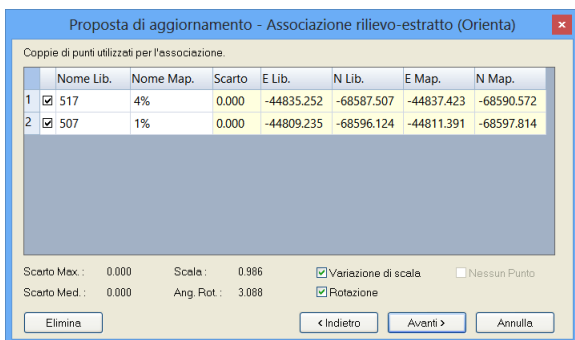 Proposta di aggiornamento - Associazione rilievo-estratto (Orienta)
Coppie di punti utilizzati per l'associazione.
Nome Lib. Nome Map. Scarto E Lib. N Lib. E Map. N Map.
1 517 4% 0.000 -44835.252 -68587.507 -44837.423 -68590.572
2 507 1% 0.000 -44809.235 -68596.124 -44811.391 -68597.814
Scarto Max. : 0.000 Scala : 0.986 Variazione di scala Nessun Punto
Scarto Med. : 0.000 Ang. Rot. : 3.088 Rotazione
Elimina < Indietro Avanti > Annulla